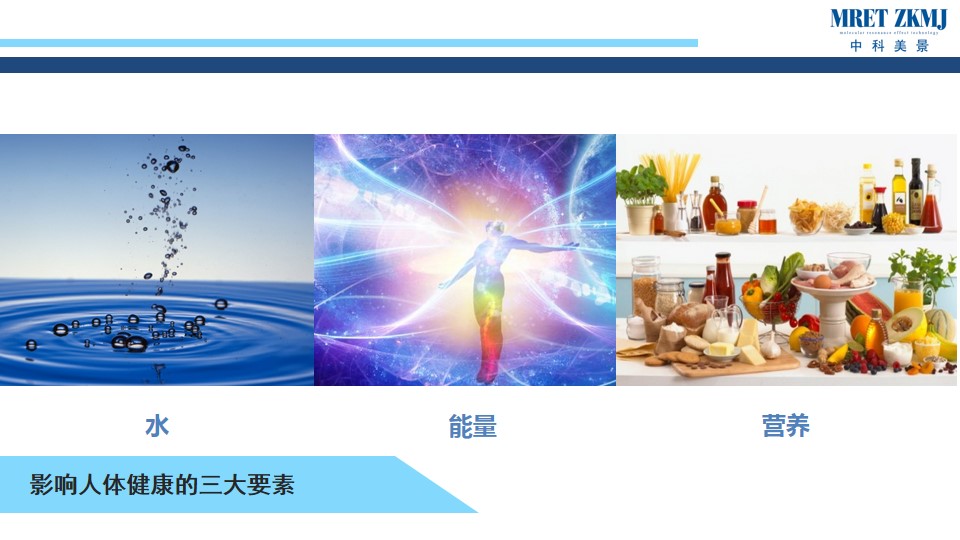 MRET ZKMJ
molecular resonance effect technology
中科美景
水
能量
营养
影响人体健康的三大要素